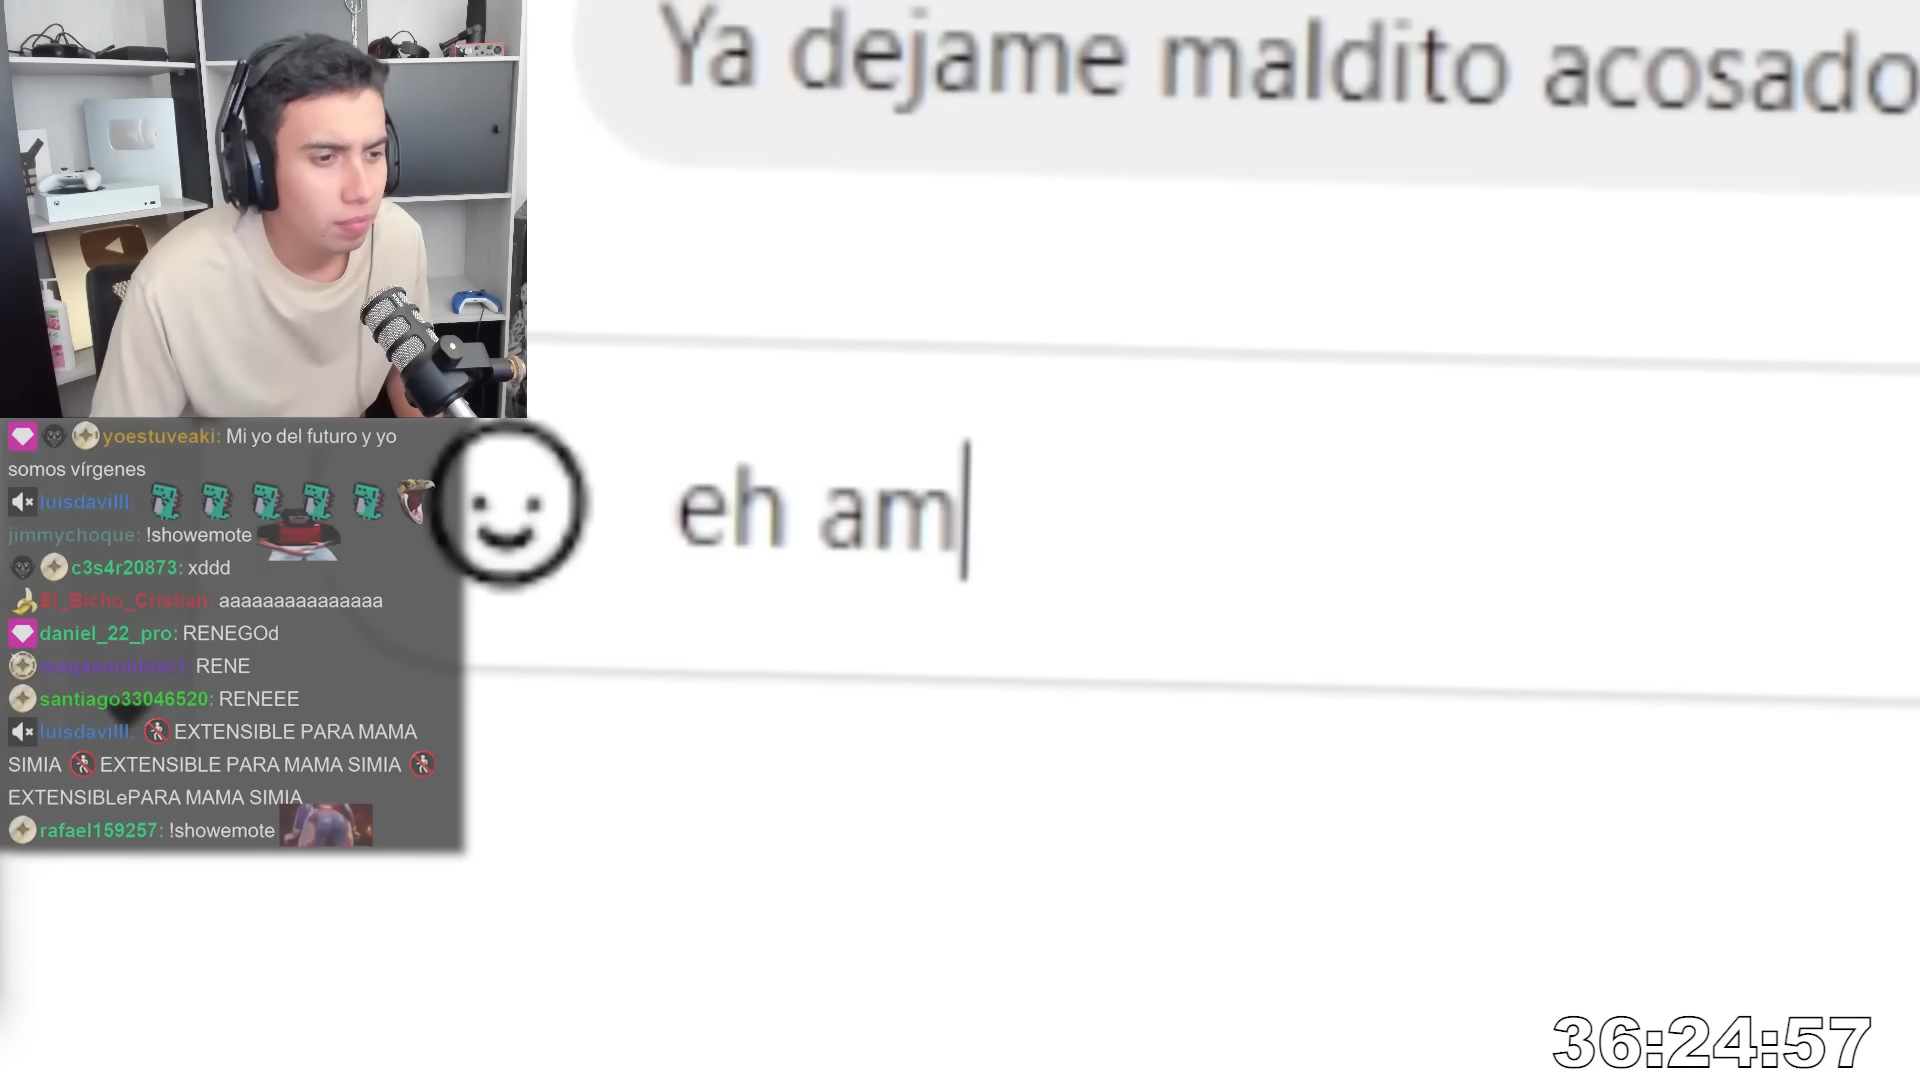 Ya dejame maldito acosado
eh am
yoestuveaki: Mi yo del futuro y yo
somos vírgenes
luisdavilll:
jimmychoque: !showemote
c3s4r20873: xddd
El_Bicho_Cristian: aaaaaaaaaaaaaaa
daniel_22_pro: RENEGOd
RENE
santiago33046520: RENEEE
luisdavilll: EXTENSIBLE PARA MAMA
SIMIA EXTENSIBLE PARA MAMA SIMIA
EXTENSIBLePARA MAMA SIMIA
rafael159257: !showemote
36:24:57